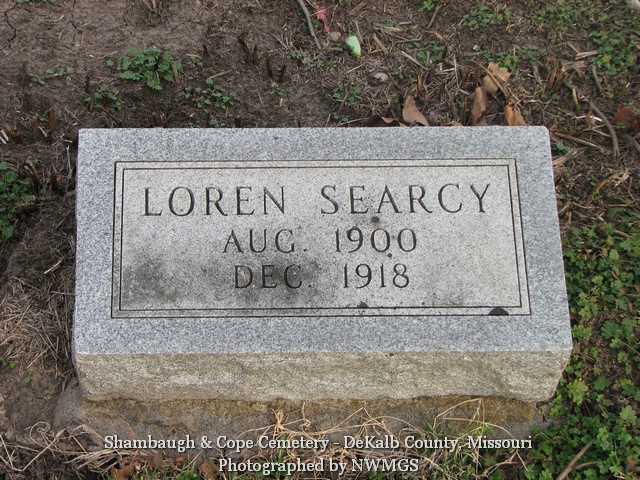 LOREN SEARCY
AUG. 1900
DEC. 1918
Shambaugh & Cope Cemetery - DeKalb County, Missouri
Photographed by NWMGS